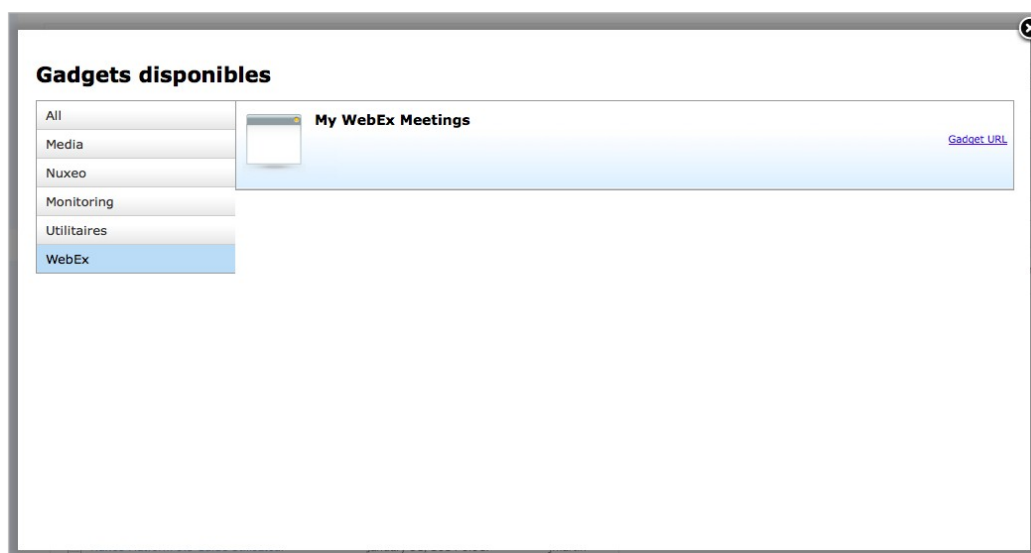 Gadgets disponibles
All
Media
Nuxeo
Monitoring
Utilitaires
WebEx
My WebEx Meetings
Gadget URL